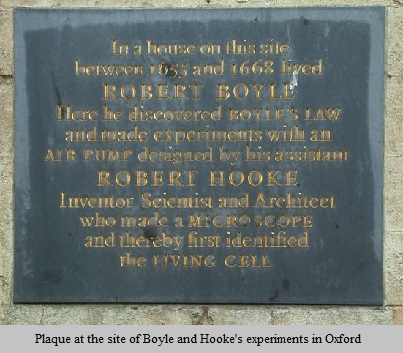 In a house on this site
between 1655 and 1668 lived
ROBERT BOYLE
Here he discovered BOYLE'S LAW
and made experiments with an
AIR PUMP designed by his assistant
ROBERT HOOKE
Inventor Scientist and Architect
who made a MICROSCOPE
and thereby first identified
the LIVING CELL
Plaque at the site of Boyle and Hooke's experiments in Oxford